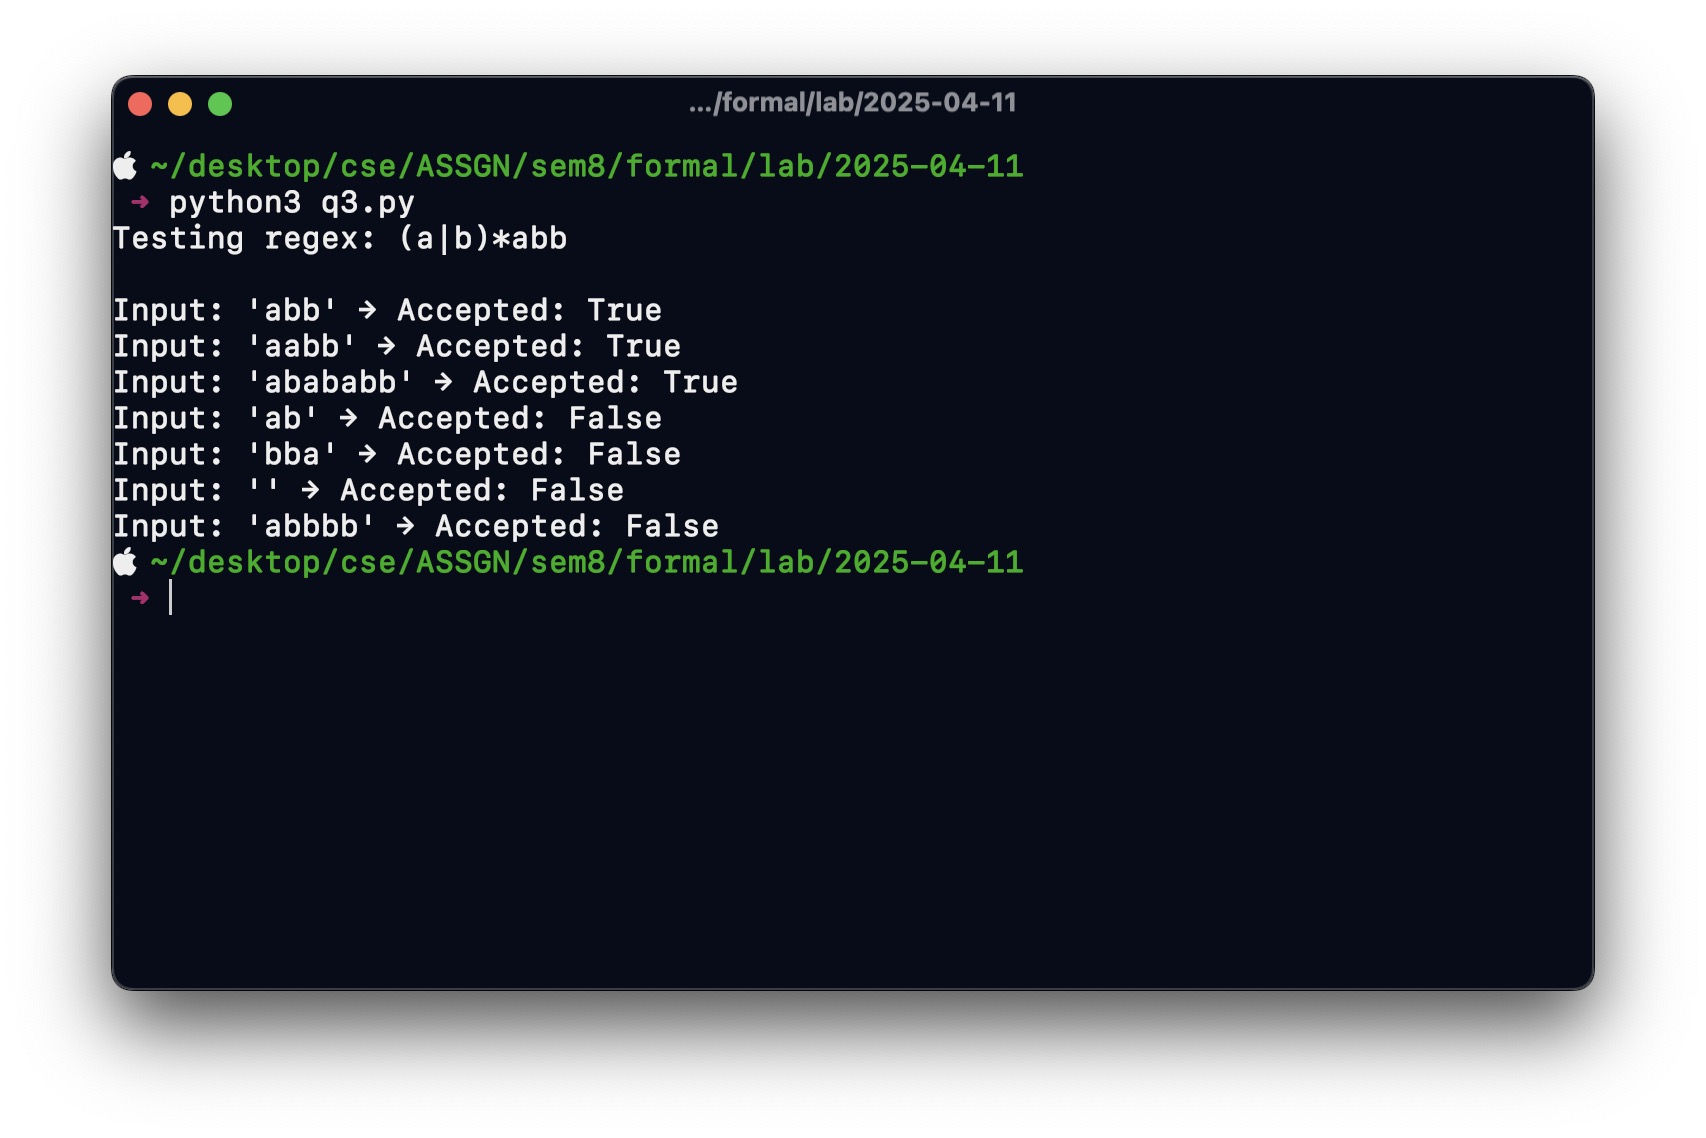 .../formal/lab/2025-04-11
~/desktop/cse/ASSGN/sem8/formal/lab/2025-04-11
➜ python3 q3.py
Testing regex: (a|b)*abb
Input: 'abb' → Accepted: True
Input: 'aabb' → Accepted: True
Input: 'abababb' → Accepted: True
Input: 'ab' → Accepted: False
Input: 'bba' → Accepted: False
Input: '' → Accepted: False
Input: 'abbbb' → Accepted: False
~/desktop/cse/ASSGN/sem8/formal/lab/2025-04-11
➜